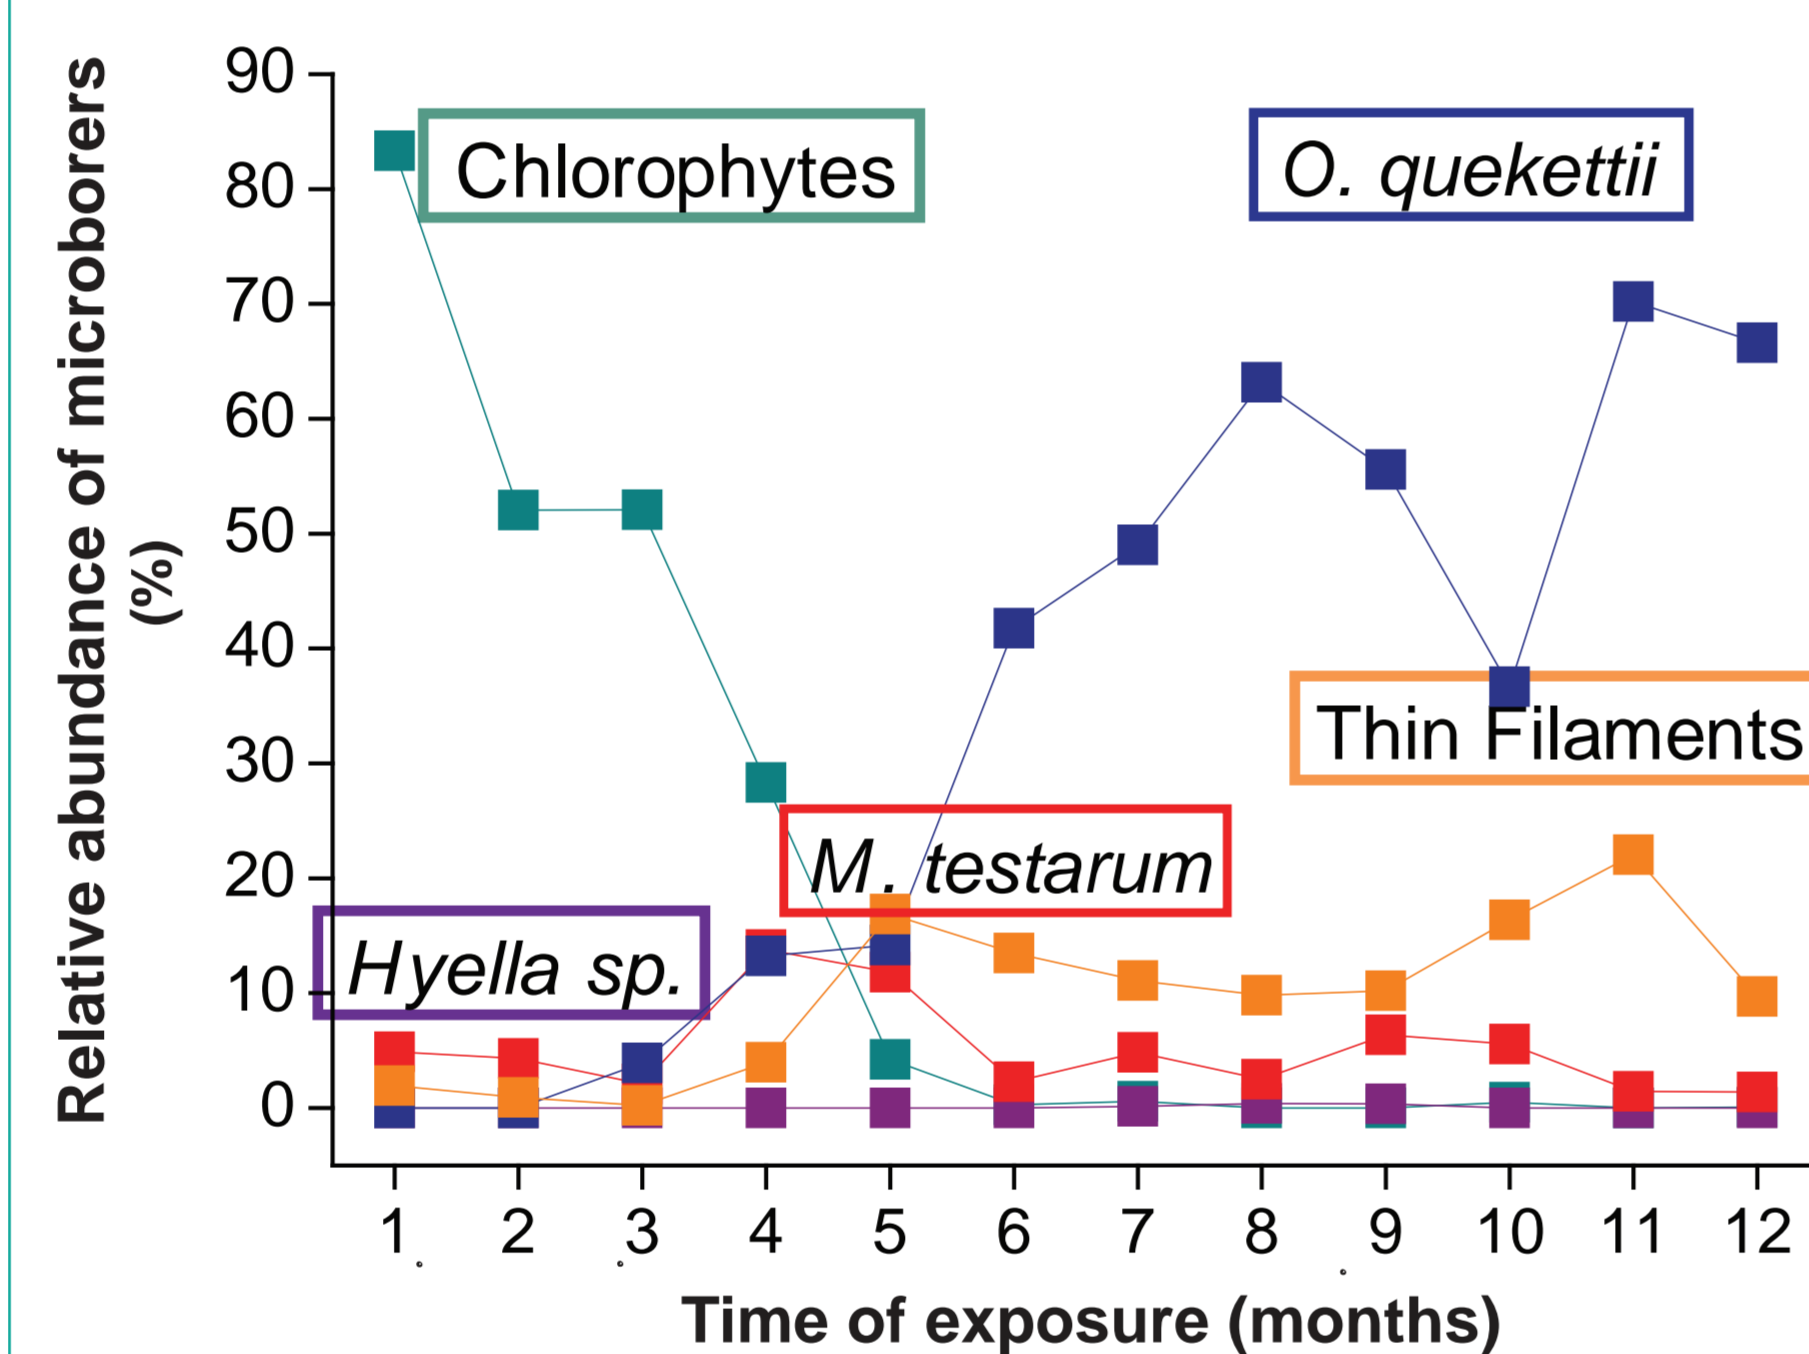 Relative abundance of microborers
(%)
90
80
70
60
50
40
30
20
10
0
Chlorophytes
O. quekettii
Thin Filaments
M. testarum
Hyella sp.
1 2 3 4 5 6 7 8 9 10 11 12
Time of exposure (months)